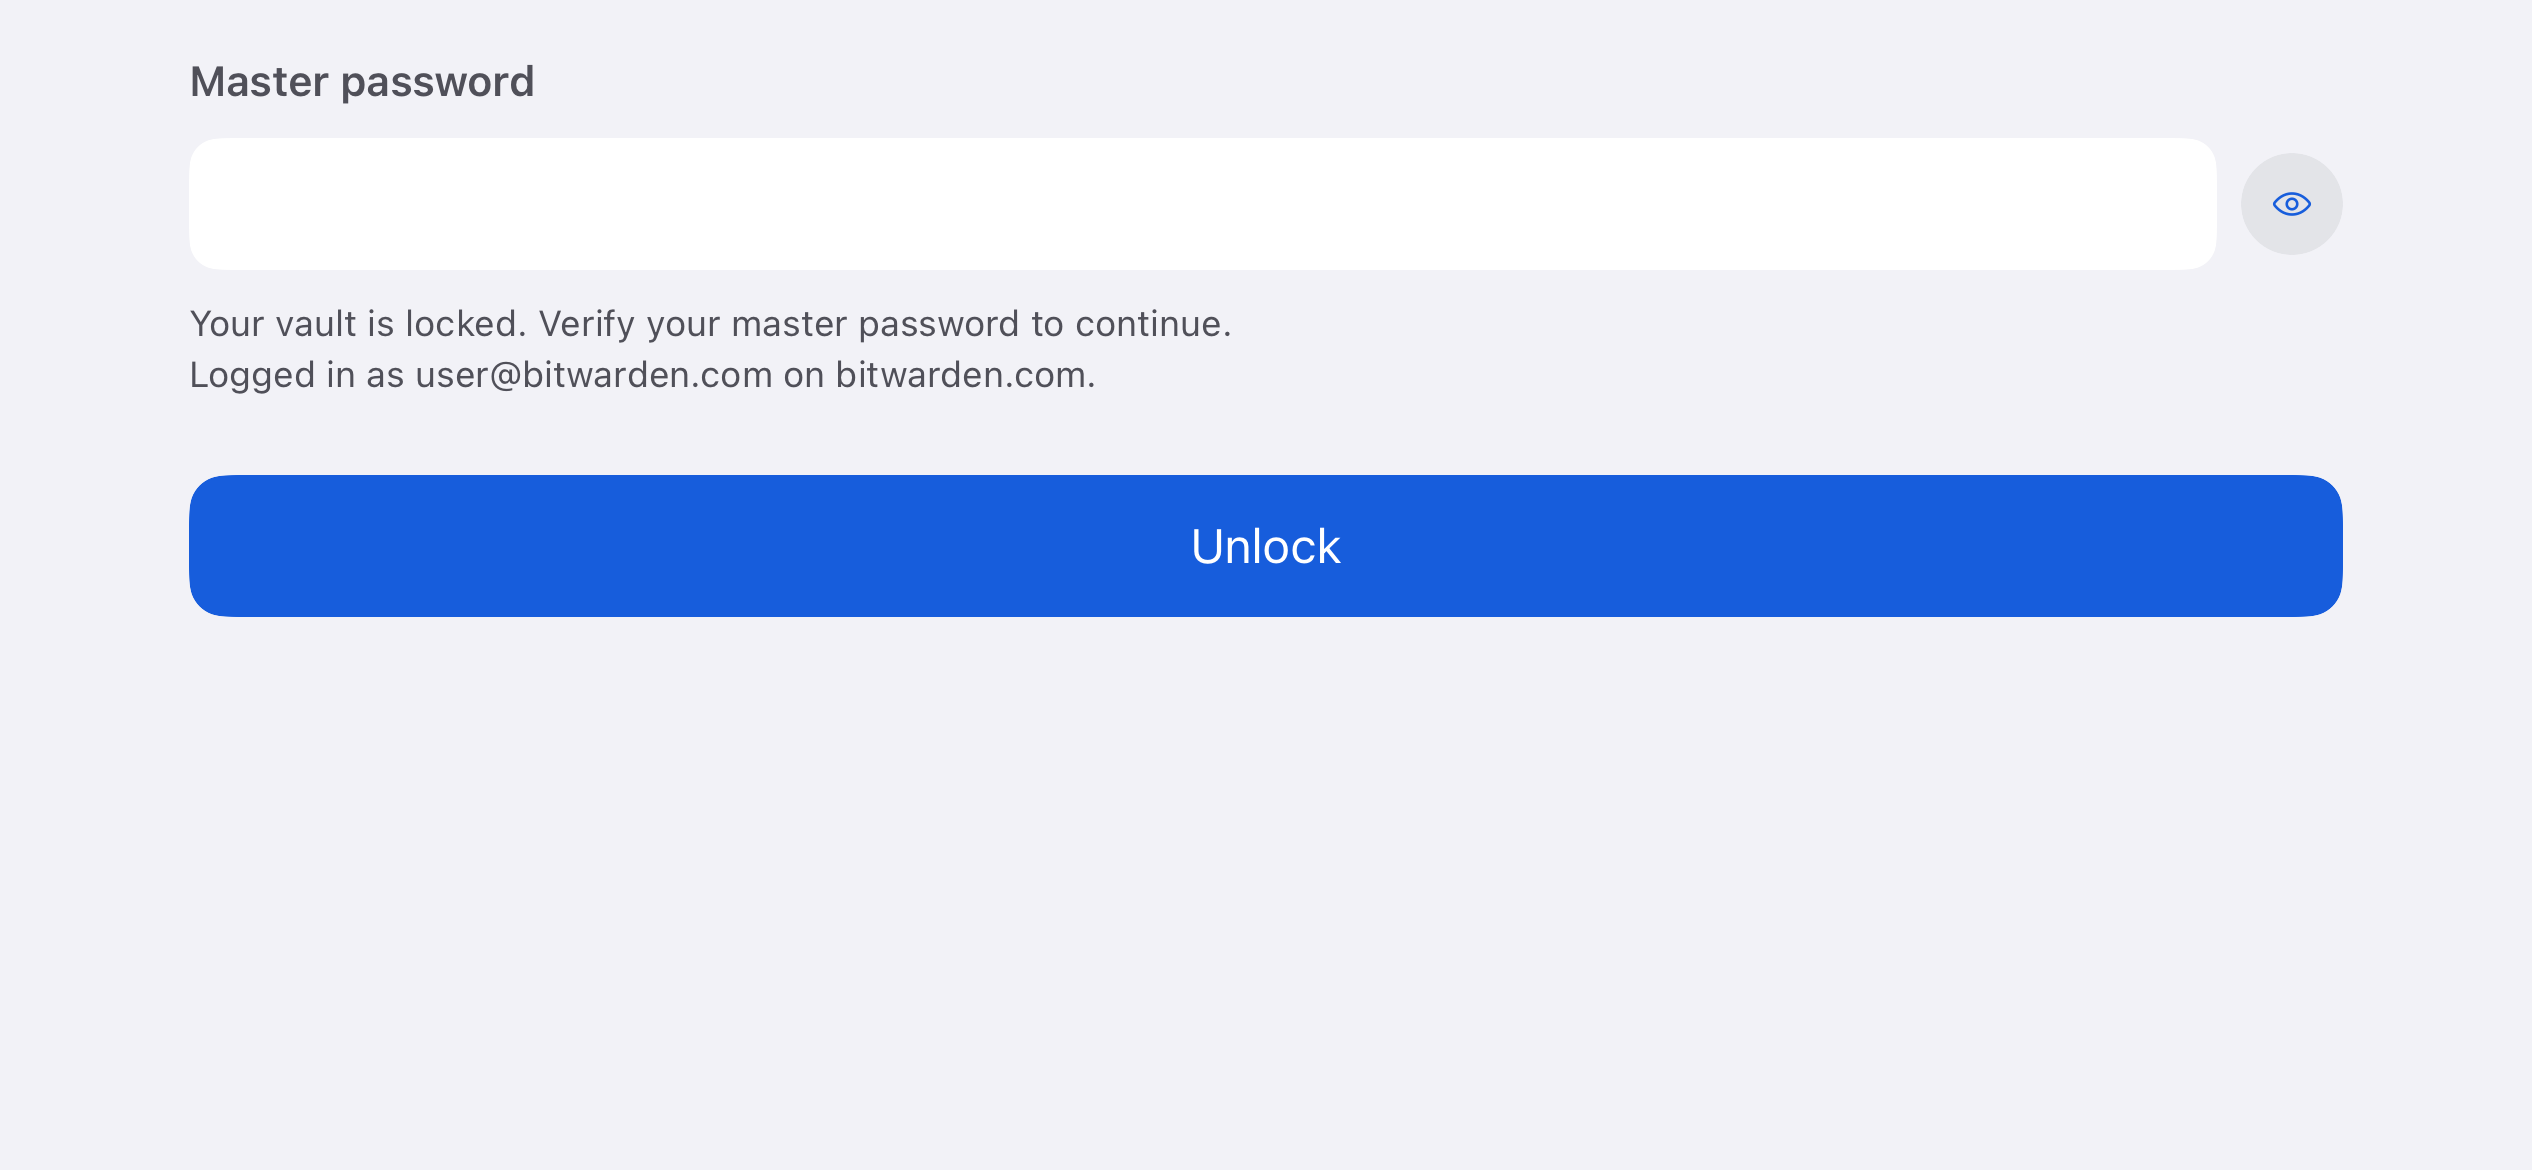 Master password
Your vault is locked. Verify your master password to continue.
Logged in as user@bitwarden.com on bitwarden.com.
Unlock